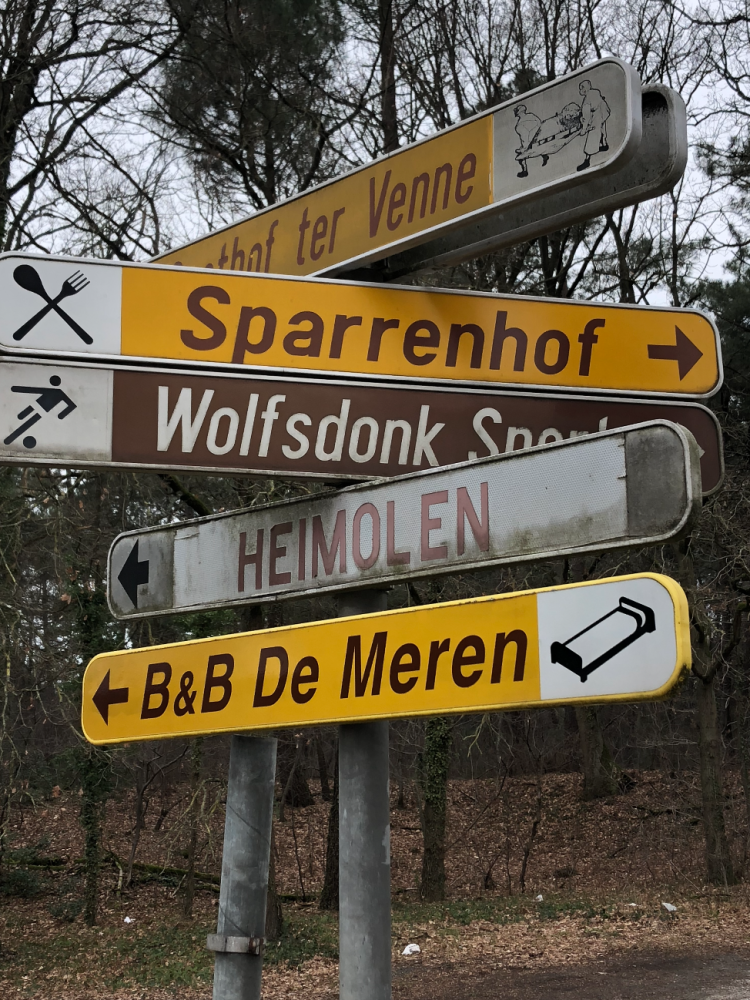 ter Venne
Sparrenhof
Wolfsdonk
HEIMOLEN
B&B De Meren